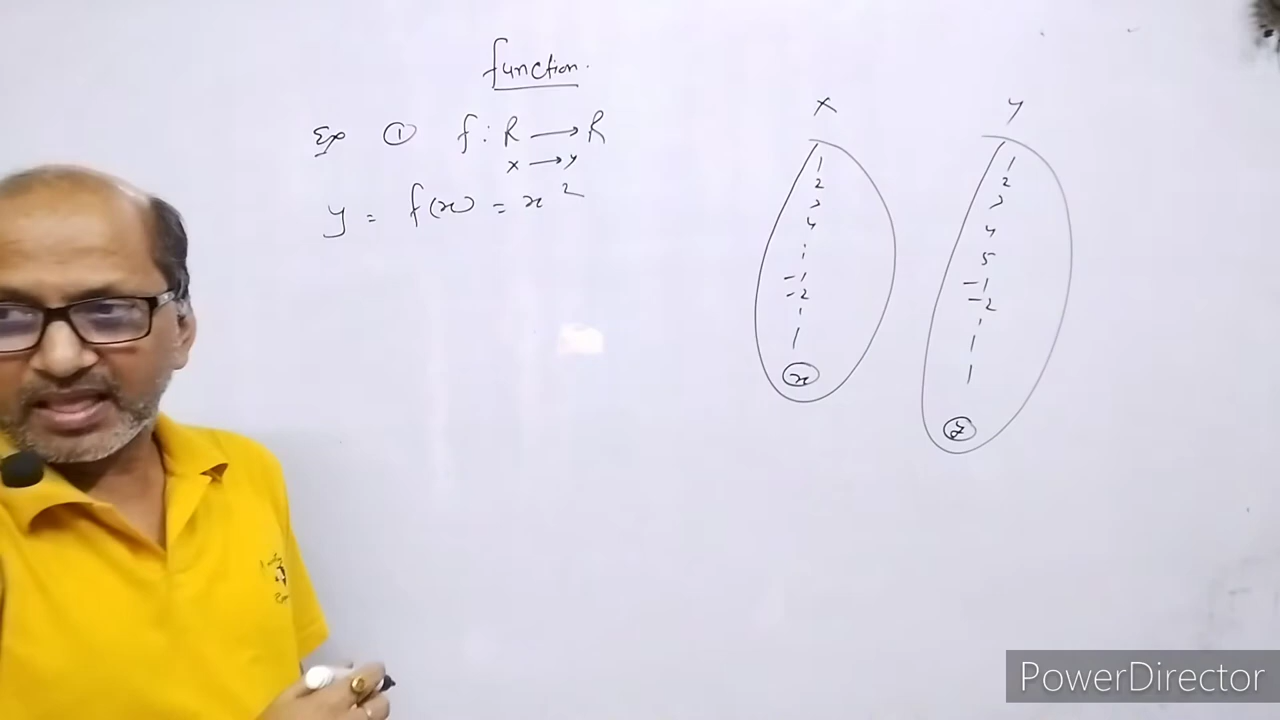 function.
Ex ① f : R → R
x → y
y = f(x) = x²
X
1
2
3
4
-1
-2
x
Y
1
2
3
4
5
-1
-2
y
PowerDirector